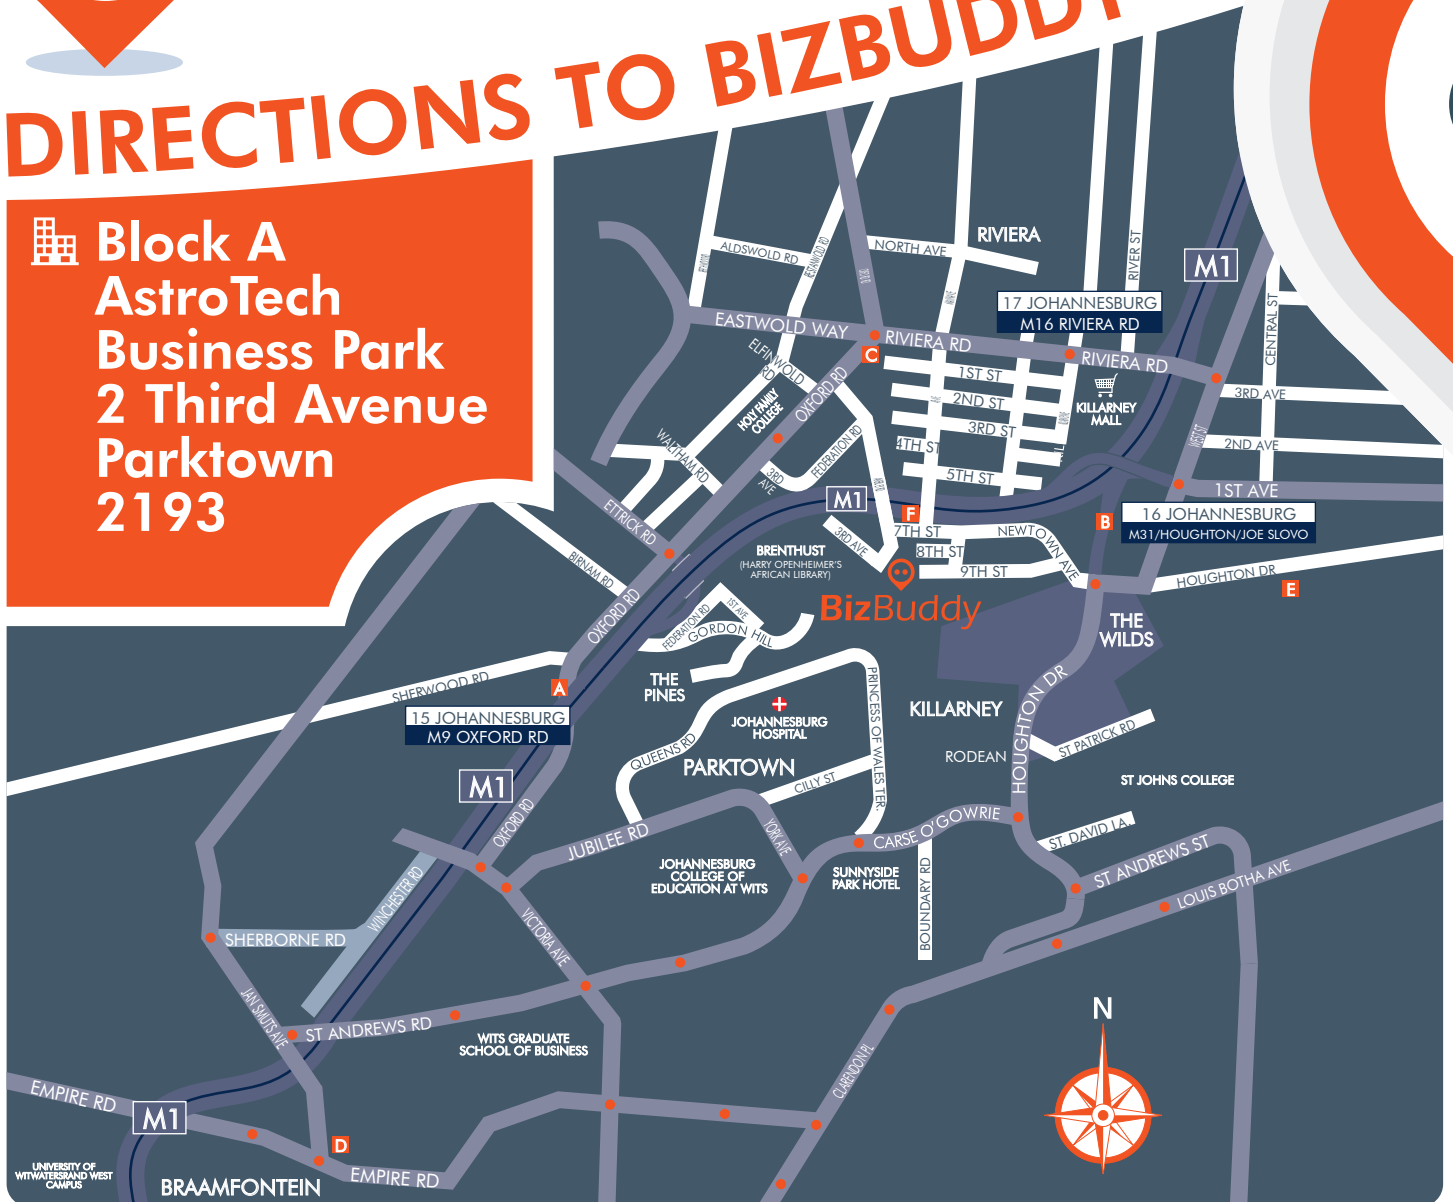 DIRECTIONS TO BIZBUDDY
Block A
AstroTech
Business Park
2 Third Avenue
Parktown
2193
RIVIERA
NORTH AVE
ALDSWOLD RD
RIVER ST
M1
17 JOHANNESBURG
M16 RIVIERA RD
CENTRAL ST
EASTWOLD WAY
RIVIERA RD
C
RIVIERA RD
ELFINWOLD
RD
1ST ST
2ND ST
3RD ST
4TH ST
5TH ST
KILLARNEY
MALL
3RD AVE
2ND AVE
1ST AVE
WEST ST
OXFORD RD
HOLY FAMILY
COLLEGE
WALTHAM RD
FEDERATION RD
3RD
AVE
M1
F
B
16 JOHANNESBURG
M31/HOUGHTON/JOE SLOVO
ETTRICK RD
3RD AVE
7TH ST
8TH ST
9TH ST
NEWTOWN AVE
BRENTHUST
(HARRY OPENHEIMER'S
AFRICAN LIBRARY)
BIRNAM RD
HOUGHTON DR
E
BizBuddy
OXFORD RD
FEDERATION RD
1ST AVE
GORDON HILL
THE
WILDS
SHERWOOD RD
A
15 JOHANNESBURG
M9 OXFORD RD
THE
PINES
JOHANNESBURG
HOSPITAL
PRINCESS OF WALES TER.
KILLARNEY
HOUGHTON DR
ST PATRICK RD
QUEENS RD
PARKTOWN
RODEAN
ST JOHNS COLLEGE
CILLY ST
M1
OXFORD RD
JUBILEE RD
YORK AVE
CARSE O'GOWRIE
ST. DAVID LA.
JOHANNESBURG
COLLEGE OF
EDUCATION AT WITS
SUNNYSIDE
PARK HOTEL
BOUNDARY RD
ST ANDREWS ST
LOUIS BOTHA AVE
WINCHESTER RD
SHERBORNE RD
VICTORIA AVE
JAN SMUTS AVE
ST ANDREWS RD
WITS GRADUATE
SCHOOL OF BUSINESS
CLARENDON PL
N
EMPIRE RD
M1
D
EMPIRE RD
UNIVERSITY OF
WITWATERSRAND WEST
CAMPUS
BRAAMFONTEIN